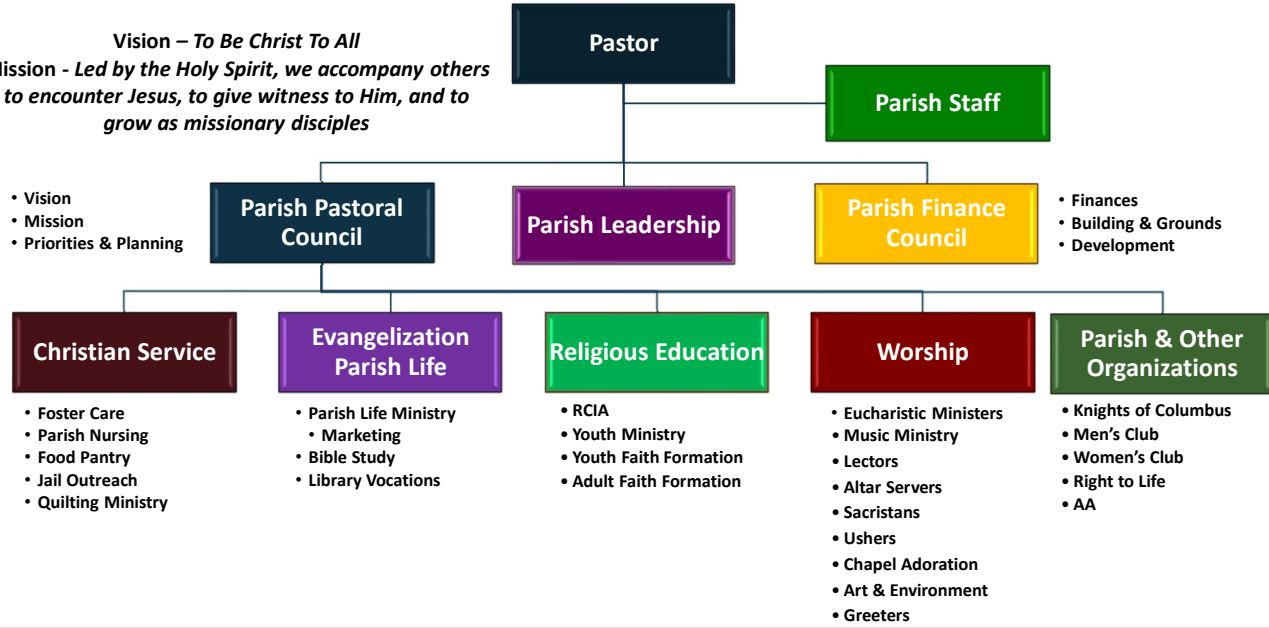 Vision – To Be Christ To All
ission - Led by the Holy Spirit, we accompany others
to encounter Jesus, to give witness to Him, and to
grow as missionary disciples
Pastor
Parish Staff
• Vision
• Mission
• Priorities & Planning
Parish Pastoral
Council
Parish Leadership
Parish Finance
Council
• Finances
• Building & Grounds
• Development
Christian Service
• Foster Care
• Parish Nursing
• Food Pantry
• Jail Outreach
• Quilting Ministry
Evangelization
Parish Life
• Parish Life Ministry
• Marketing
• Bible Study
• Library Vocations
Religious Education
• RCIA
• Youth Ministry
• Youth Faith Formation
• Adult Faith Formation
Worship
• Eucharistic Ministers
• Music Ministry
• Lectors
• Altar Servers
• Sacristans
• Ushers
• Chapel Adoration
• Art & Environment
• Greeters
Parish & Other
Organizations
• Knights of Columbus
• Men’s Club
• Women’s Club
• Right to Life
• AA